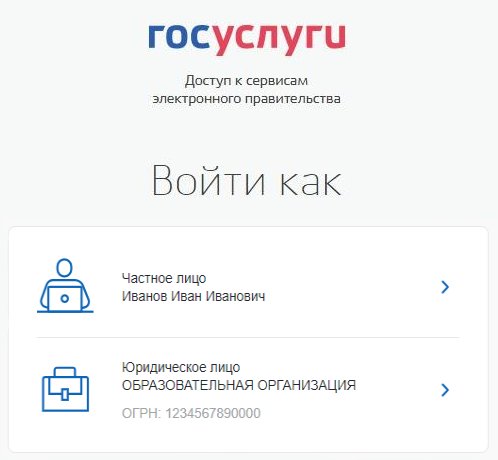 госуслуги
Доступ к сервисам
электронного правительства
Войти как
Частное лицо
Иванов Иван Иванович
Юридическое лицо
ОБРАЗОВАТЕЛЬНАЯ ОРГАНИЗАЦИЯ
ОГРН: 1234567890000